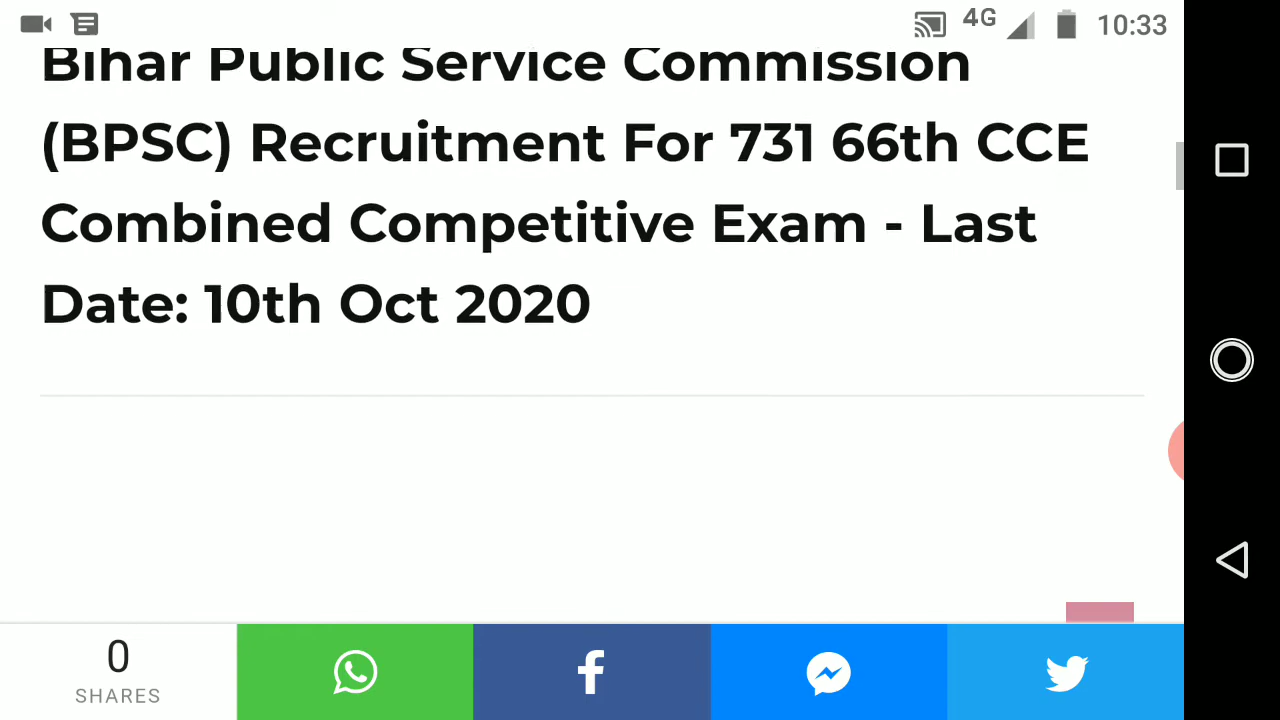 4G 10:33
Bihar Public Service Commission
(BPSC) Recruitment For 731 66th CCE
Combined Competitive Exam - Last
Date: 10th Oct 2020
0
SHARES